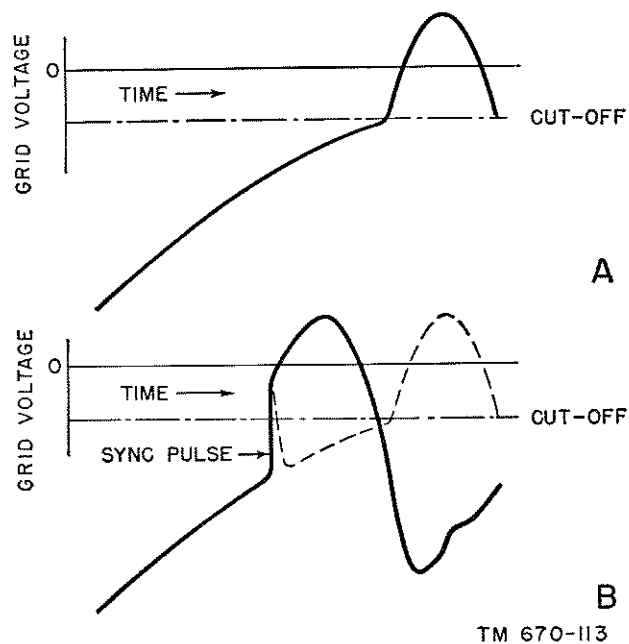 0
TIME
GRID VOLTAGE
CUT-OFF
A
0
TIME
GRID VOLTAGE
CUT-OFF
SYNC PULSE
B
TM 670-113